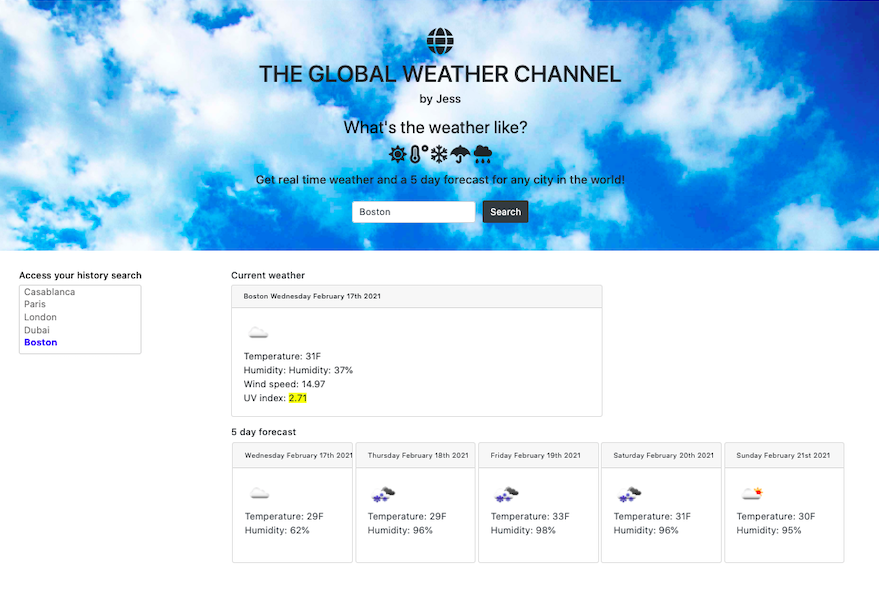 THE GLOBAL WEATHER CHANNEL
by Jess
What's the weather like?
Get real time weather and a 5 day forecast for any city in the world!
Boston
Search
Access your history search
Casablanca
Paris
London
Dubai
Boston
Current weather
Boston Wednesday February 17th 2021
Temperature: 31F
Humidity: Humidity: 37%
Wind speed: 14.97
UV index: 2.71
5 day forecast
Wednesday February 17th 2021
Temperature: 29F
Humidity: 62%
Thursday February 18th 2021
Temperature: 29F
Humidity: 96%
Friday February 19th 2021
Temperature: 33F
Humidity: 98%
Saturday February 20th 2021
Temperature: 31F
Humidity: 96%
Sunday February 21st 2021
Temperature: 30F
Humidity: 95%